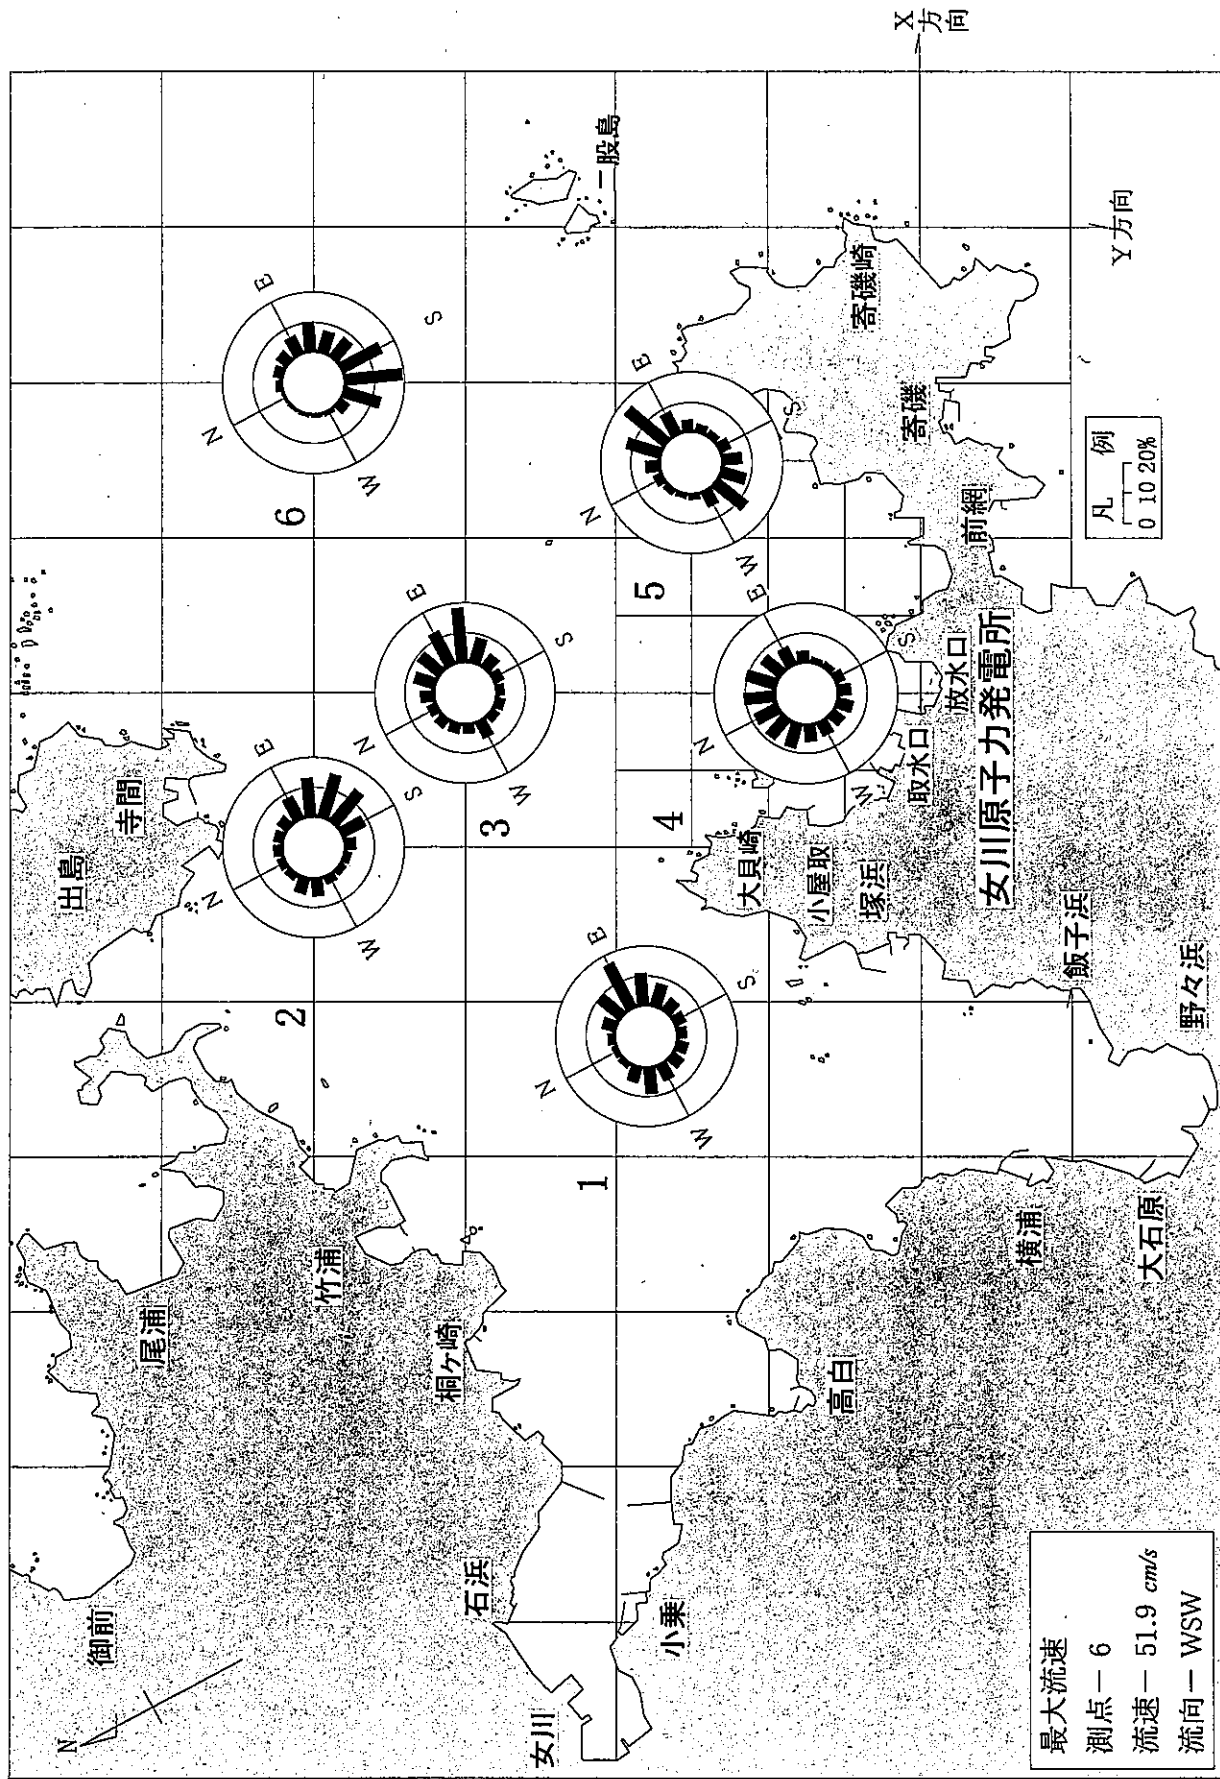 X方向
Y方向
二股島
寄磯崎
寄磯
前網
凡 例
0 10 20%
放水口
女川原子力発電所
取水口
大貝崎
小屋取
塚浜
飯子浜
野々浜
出島
寺間
尾浦
竹浦
桐ヶ崎
御前
石浜
女川
小乗
高白
横浦
大石原
N
1
N
E
S
W
2
N
E
S
W
3
N
E
S
W
4
N
E
S
W
5
N
E
S
W
6
N
E
S
W
最大流速
測点－6
流速－51.9 cm/s
流向－WSW